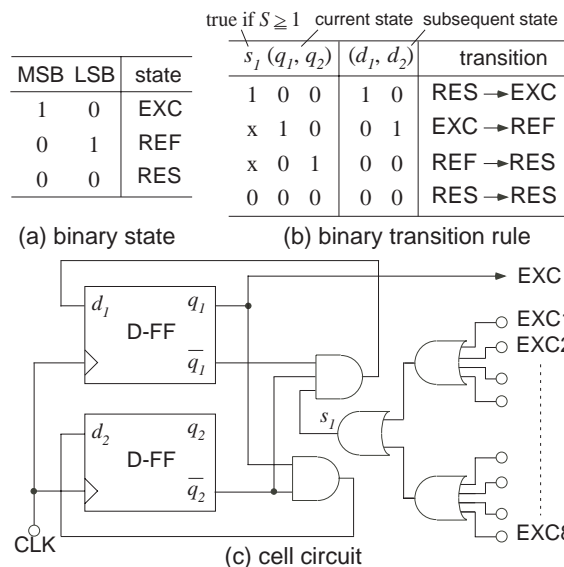 true if S ≧ 1 current state subsequent state
MSB LSB state
1 0 EXC
0 1 REF
0 0 RES
(a) binary state
s1 (q1, q2) (d1, d2) transition
1 0 0 1 0 RES → EXC
x 1 0 0 1 EXC → REF
x 0 1 0 0 REF → RES
0 0 0 0 0 RES → RES
(b) binary transition rule
d1 q1
D-FF
q̅1
EXC
EXC1
EXC2
s1
d2 q2
D-FF
q̅2
EXC8
CLK
(c) cell circuit